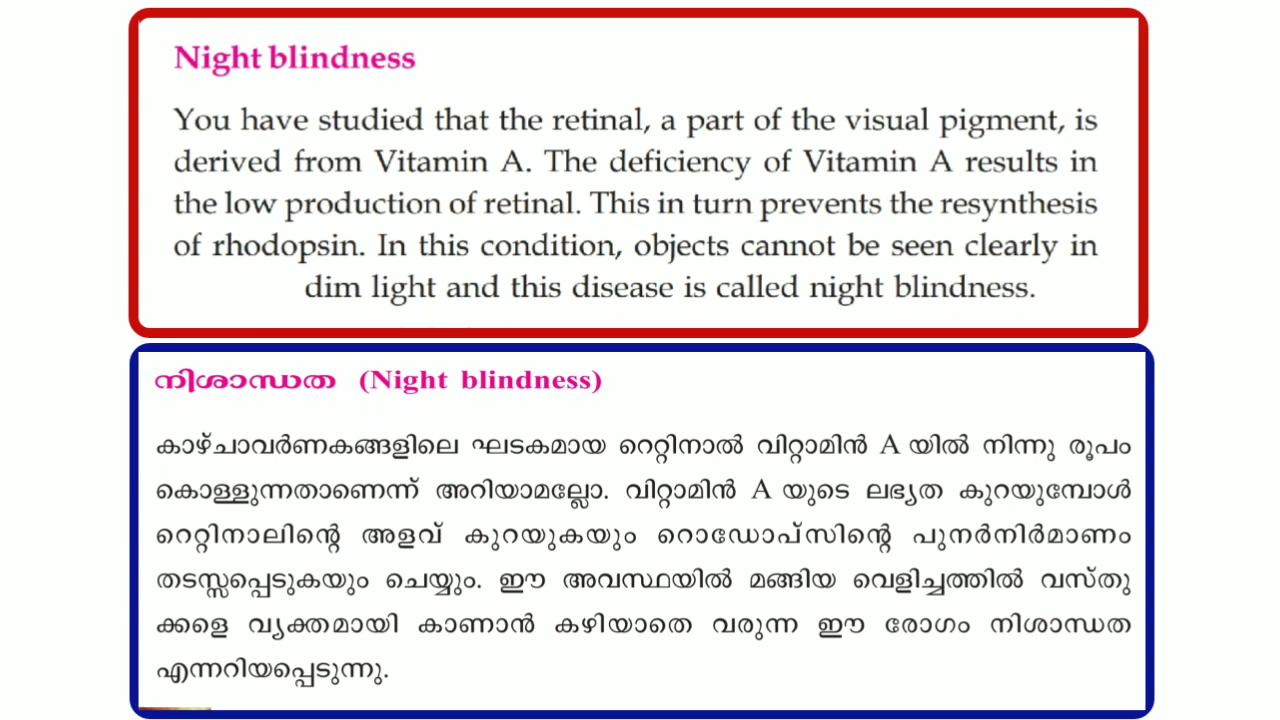 Night blindness
You have studied that the retinal, a part of the visual pigment, is
derived from Vitamin A. The deficiency of Vitamin A results in
the low production of retinal. This in turn prevents the resynthesis
of rhodopsin. In this condition, objects cannot be seen clearly in
dim light and this disease is called night blindness.
നിശാന്ധത (Night blindness)
കാഴ്ചാവർണകങ്ങളിലെ ഘടകമായ റെറ്റിനാൽ വിറ്റാമിൻ A യിൽ നിന്നു രൂപം
കൊള്ളുന്നതാണെന്ന് അറിയാമല്ലോ. വിറ്റാമിൻ A യുടെ ലഭ്യത കുറയുമ്പോൾ
റെറ്റിനാലിന്റെ അളവ് കുറയുകയും റൊഡോപ്സിന്റെ പുനർനിർമാണം
തടസ്സപ്പെടുകയും ചെയ്യും. ഈ അവസ്ഥയിൽ മങ്ങിയ വെളിച്ചത്തിൽ വസ്തു
ക്കളെ വ്യക്തമായി കാണാൻ കഴിയാതെ വരുന്ന ഈ രോഗം നിശാന്ധത
എന്നറിയപ്പെടുന്നു.